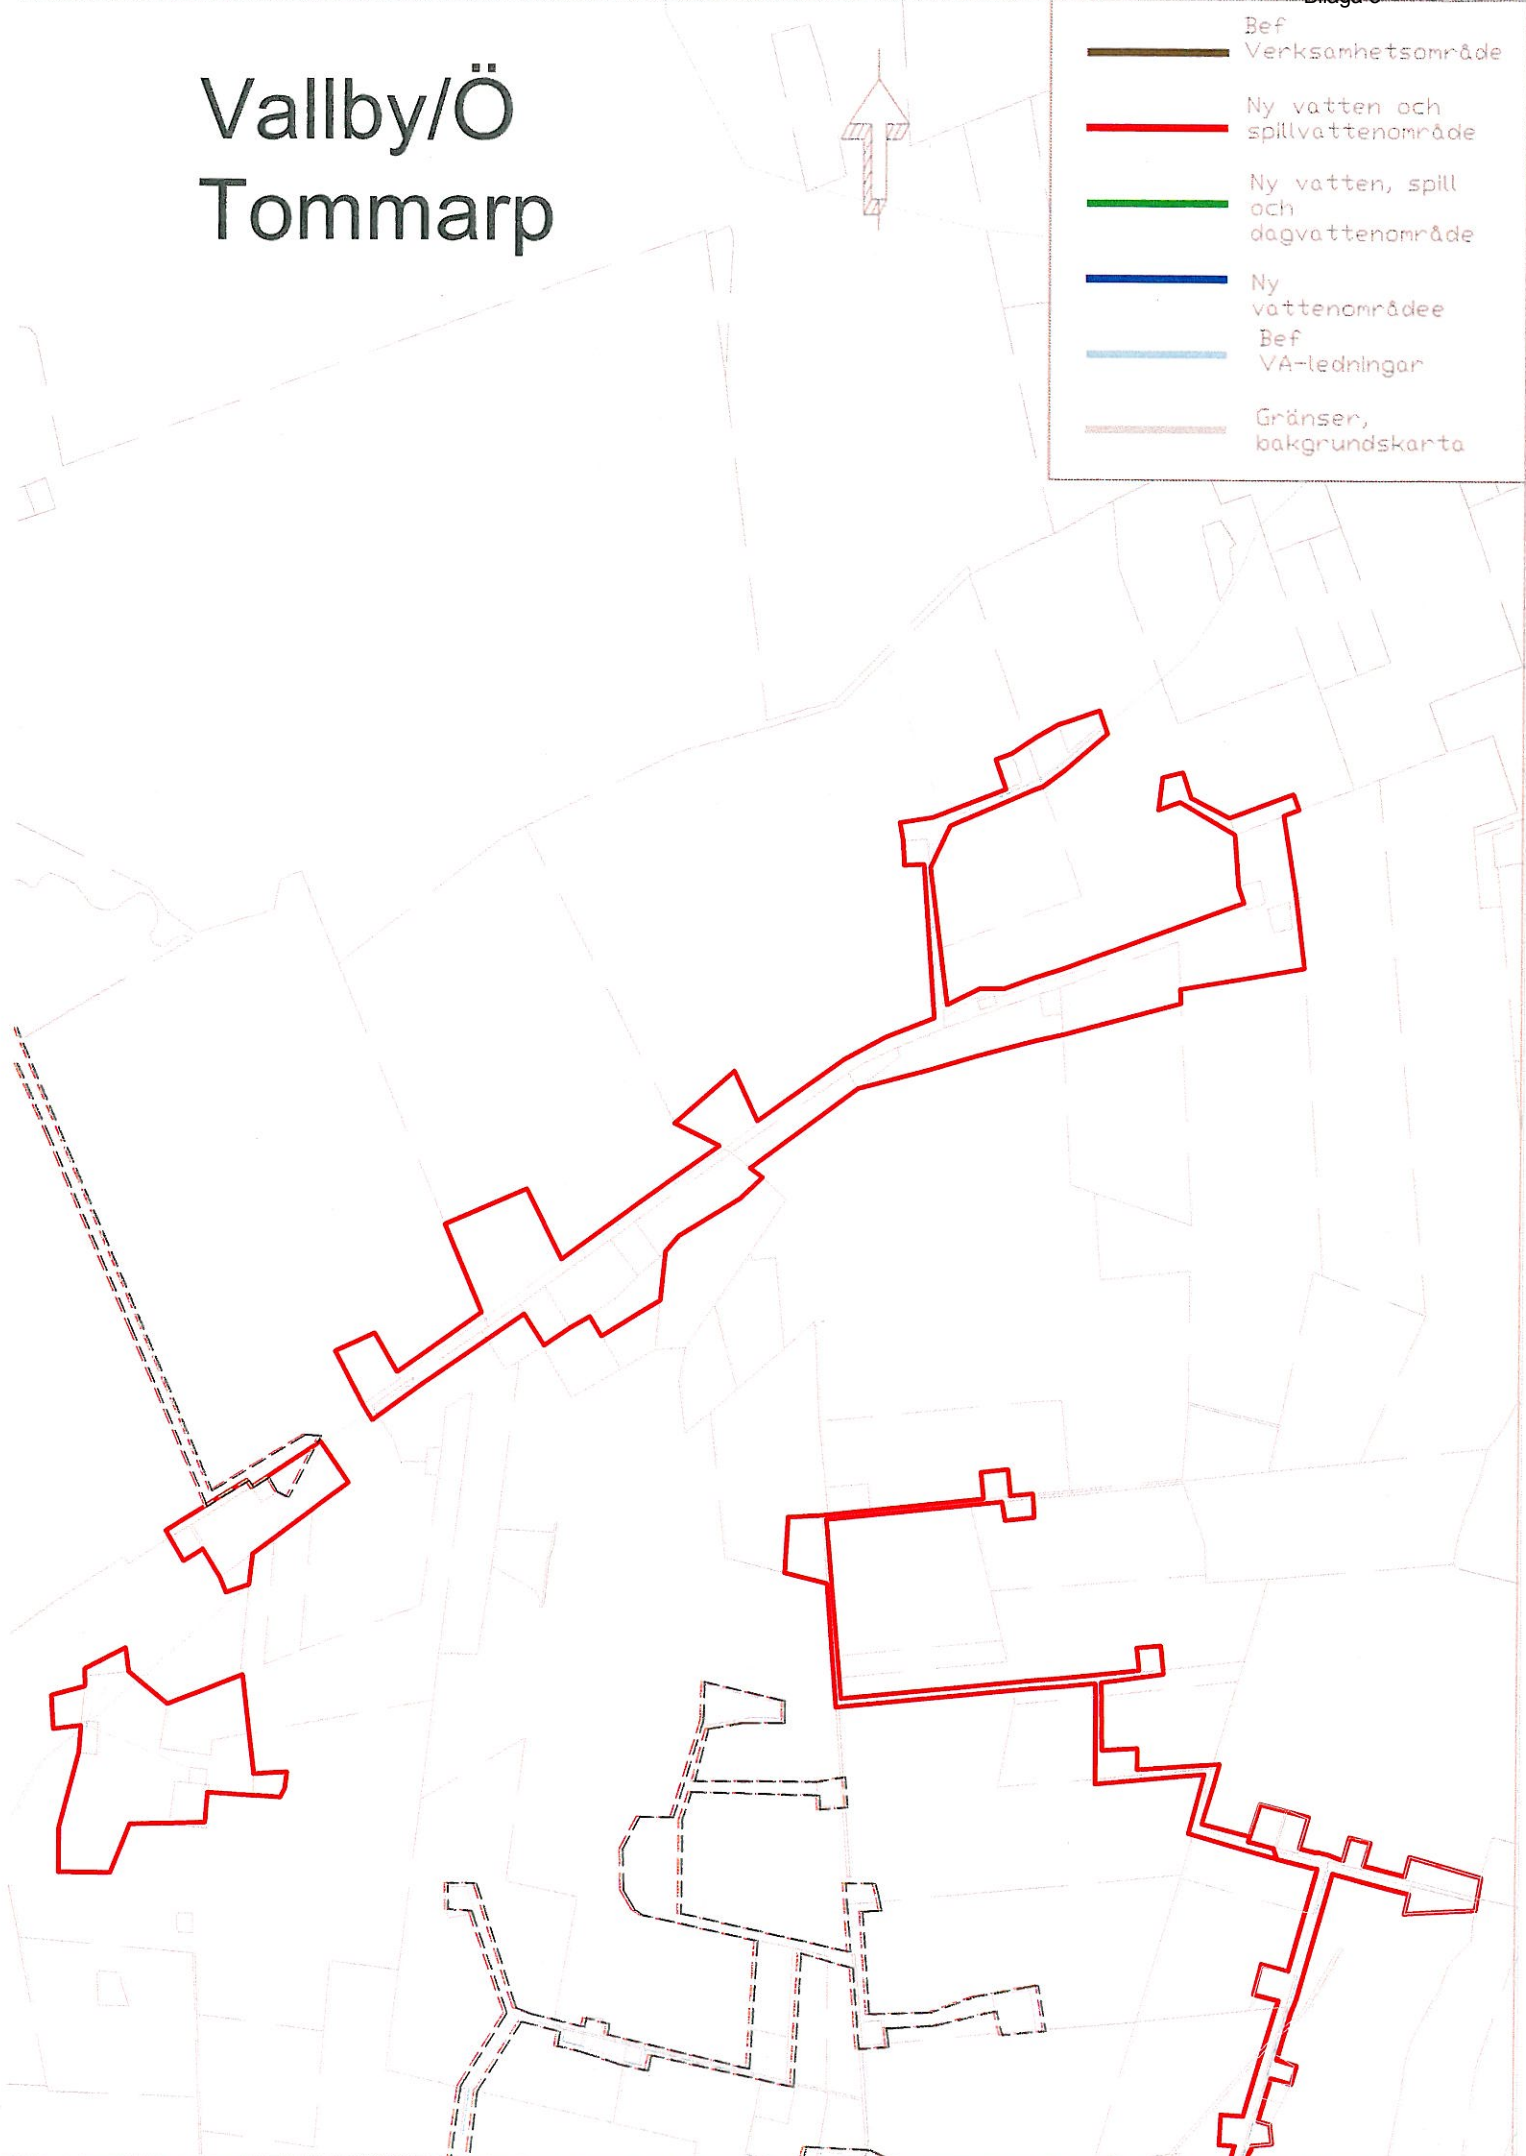 Vallby/Ö
Tommarp
Bef
Verksamhetsområde
Ny vatten och
spillvattenområde
Ny vatten, spill
och
dagvattenområde
Ny
vattenområdee
Bef
VA-ledningar
Gränser,
bakgrundskarta